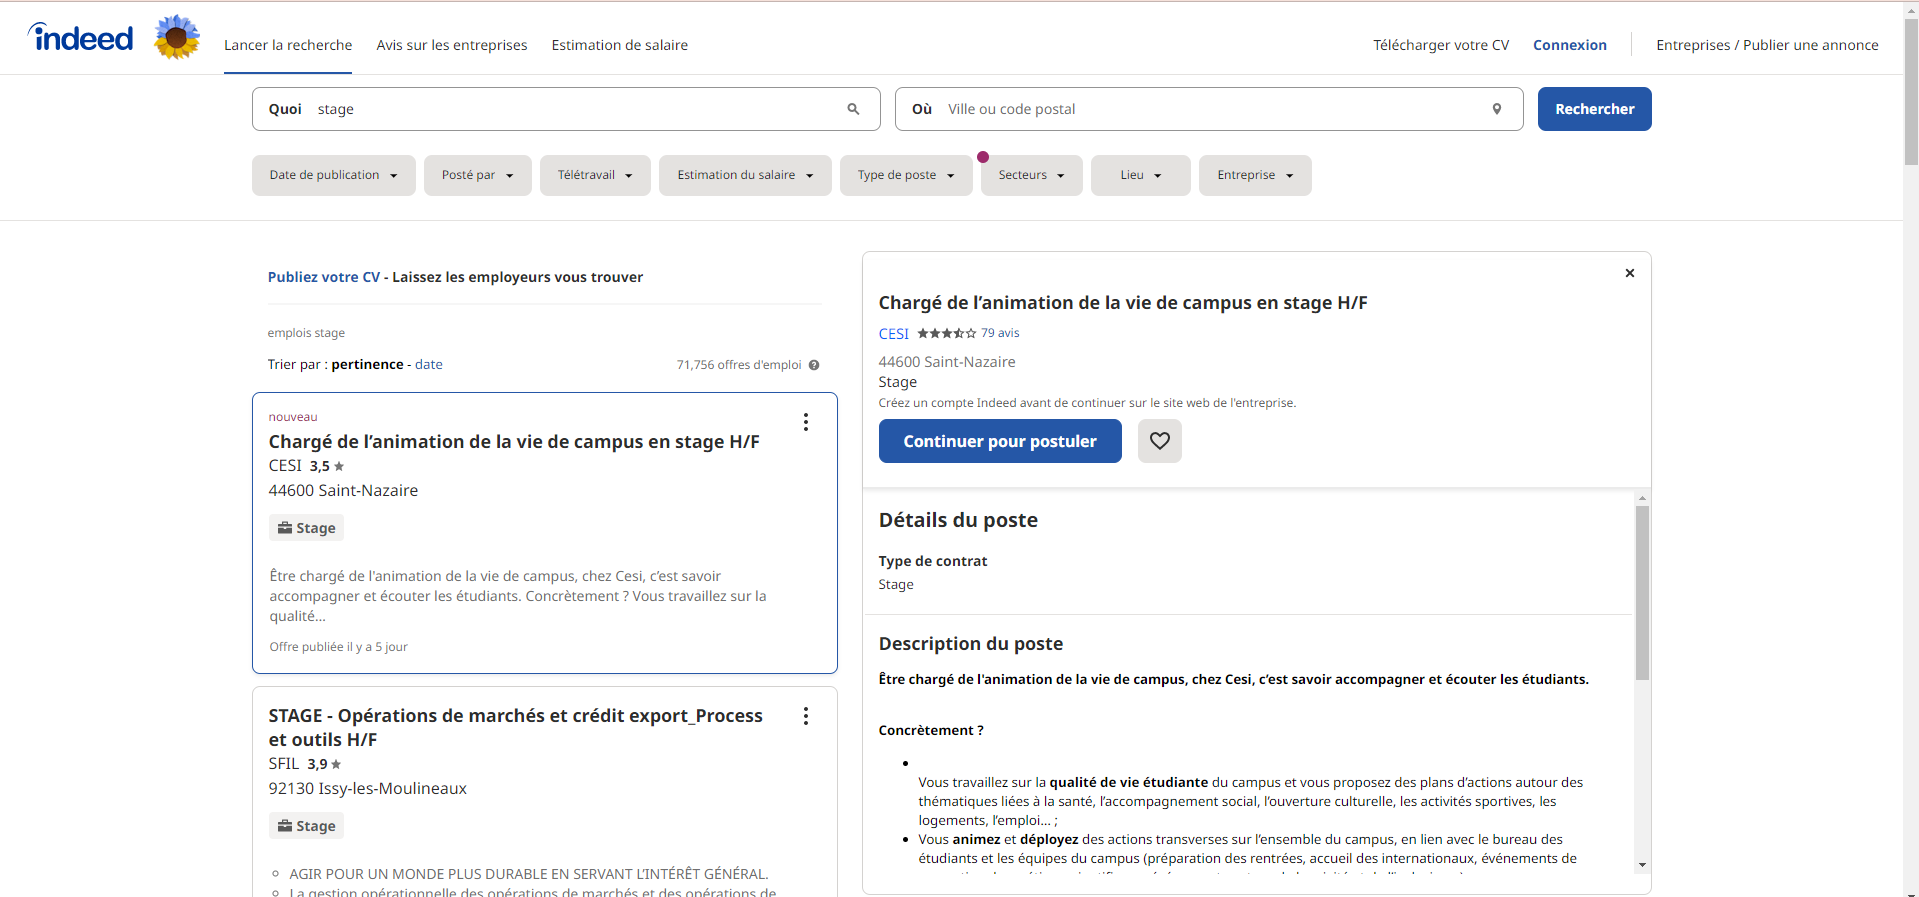 indeed
Lancer la recherche
Avis sur les entreprises
Estimation de salaire
Télécharger votre CV
Connexion
Entreprises / Publier une annonce
Quoi stage
Où Ville ou code postal
Rechercher
Date de publication
Posté par
Télétravail
Estimation du salaire
Type de poste
Secteurs
Lieu
Entreprise
Publiez votre CV - Laissez les employeurs vous trouver
emplois stage
Trier par : pertinence - date
71,756 offres d'emploi
nouveau
Chargé de l’animation de la vie de campus en stage H/F
CESI 3,5
44600 Saint-Nazaire
Stage
Être chargé de l'animation de la vie de campus, chez Cesi, c’est savoir
accompagner et écouter les étudiants. Concrètement ? Vous travaillez sur la
qualité…
Offre publiée il y a 5 jour
STAGE - Opérations de marchés et crédit export_Process
et outils H/F
SFIL 3,9
92130 Issy-les-Moulineaux
Stage
AGIR POUR UN MONDE PLUS DURABLE EN SERVANT L’INTÉRÊT GÉNÉRAL.
La gestion opérationnelle des opérations de marchés et des opérations de
Chargé de l’animation de la vie de campus en stage H/F
CESI 79 avis
44600 Saint-Nazaire
Stage
Créez un compte Indeed avant de continuer sur le site web de l'entreprise.
Continuer pour postuler
Détails du poste
Type de contrat
Stage
Description du poste
Être chargé de l'animation de la vie de campus, chez Cesi, c’est savoir accompagner et écouter les étudiants.
Concrètement ?
Vous travaillez sur la qualité de vie étudiante du campus et vous proposez des plans d’actions autour des
thématiques liées à la santé, l’accompagnement social, l’ouverture culturelle, les activités sportives, les
logements, l’emploi… ;
Vous animez et déployez des actions transverses sur l’ensemble du campus, en lien avec le bureau des
étudiants et les équipes du campus (préparation des rentrées, accueil des internationaux, événements de